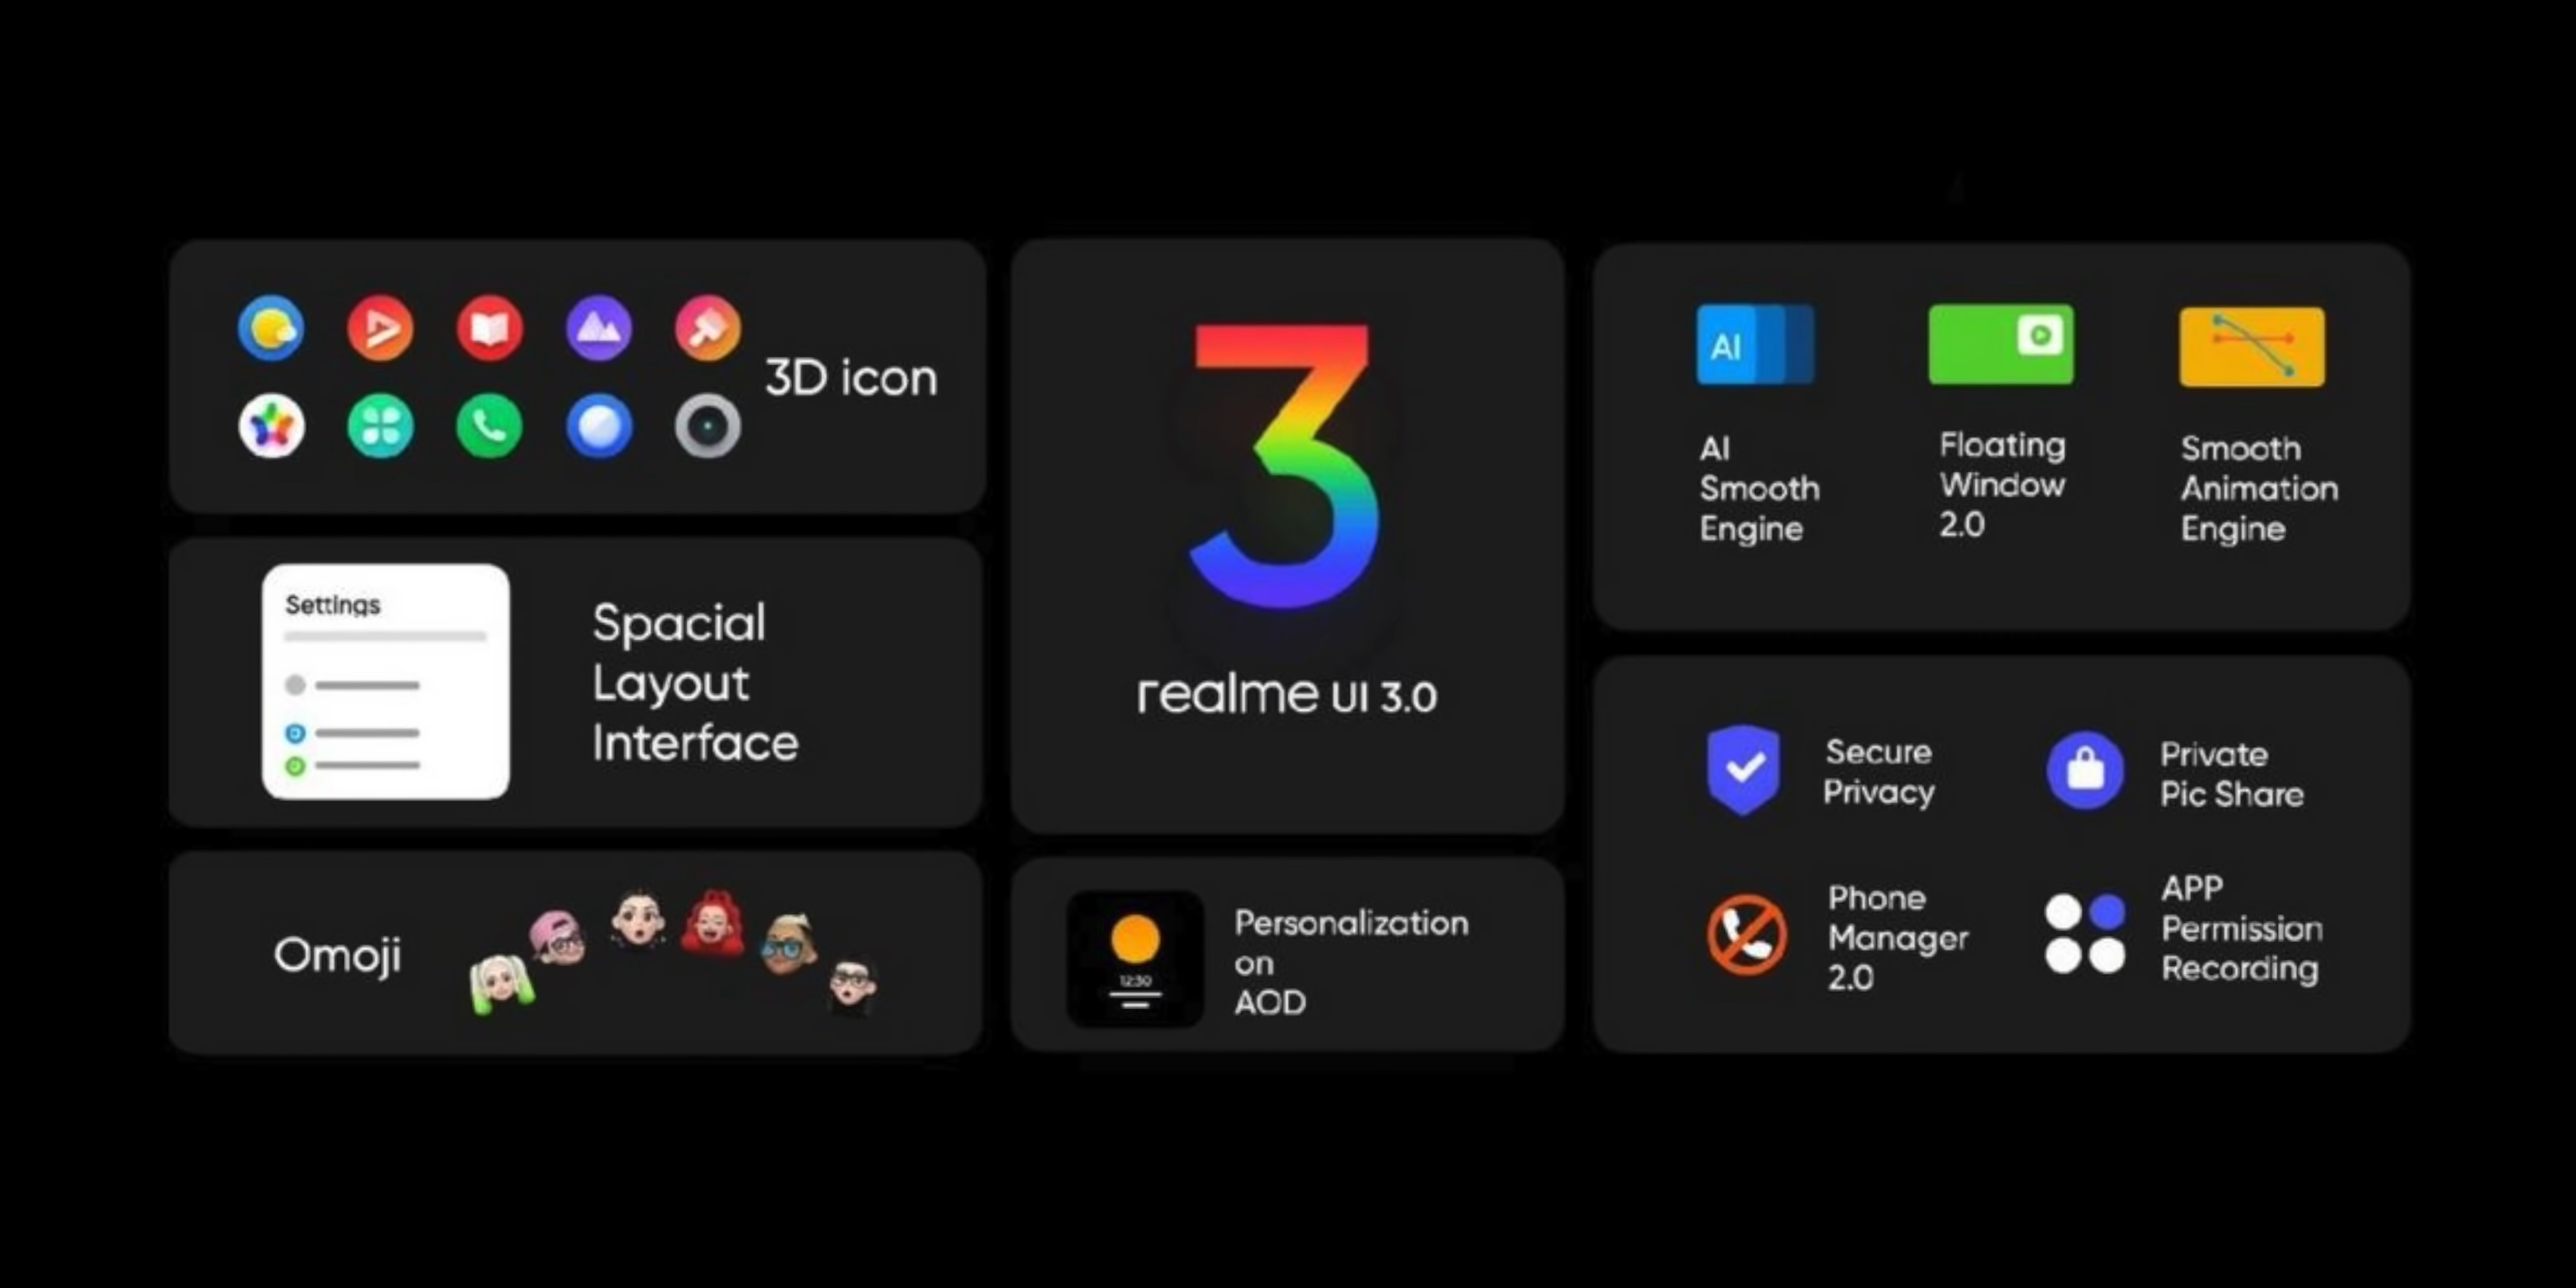 3D icon
Settings
Spacial
Layout
Interface
Omoji
3
realme UI 3.0
12:30
Personalization
on
AOD
AI
AI
Smooth
Engine
Floating
Window
2.0
Smooth
Animation
Engine
Secure
Privacy
Private
Pic Share
Phone
Manager
2.0
APP
Permission
Recording